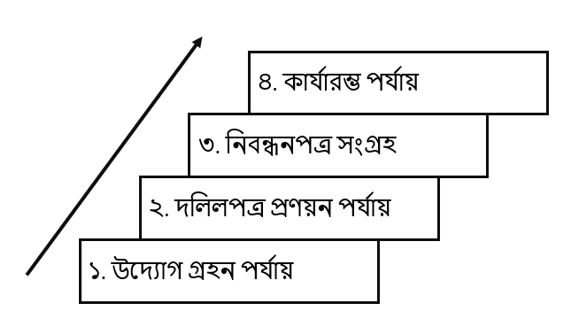 ৪. কার্যারম্ভ পর্যায়
৩. নিবন্ধনপত্র সংগ্রহ
২. দলিলপত্র প্রণয়ন পর্যায়
১. উদ্যোগ গ্রহন পর্যায়